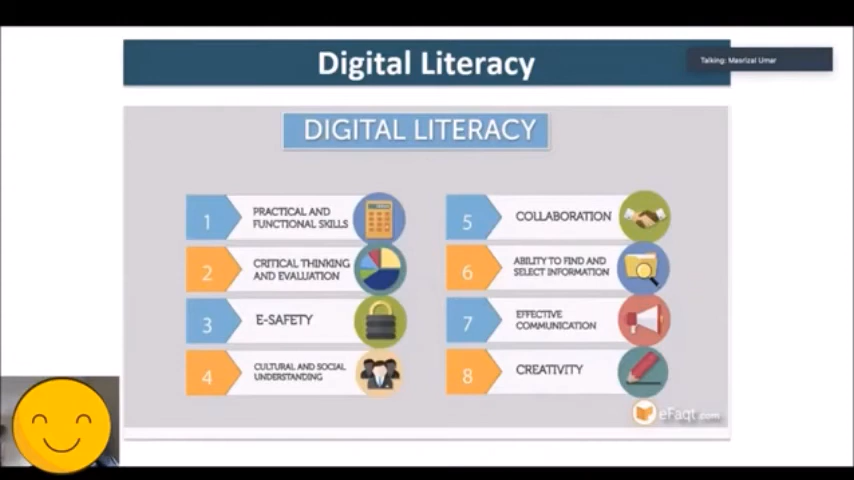 Digital Literacy
Talking: Masrizal Umar
DIGITAL LITERACY
1
PRACTICAL AND
FUNCTIONAL SKILLS
2
CRITICAL THINKING
AND EVALUATION
3
E-SAFETY
4
CULTURAL AND SOCIAL
UNDERSTANDING
5
COLLABORATION
6
ABILITY TO FIND AND
SELECT INFORMATION
7
EFFECTIVE
COMMUNICATION
8
CREATIVITY
eFaqt.com